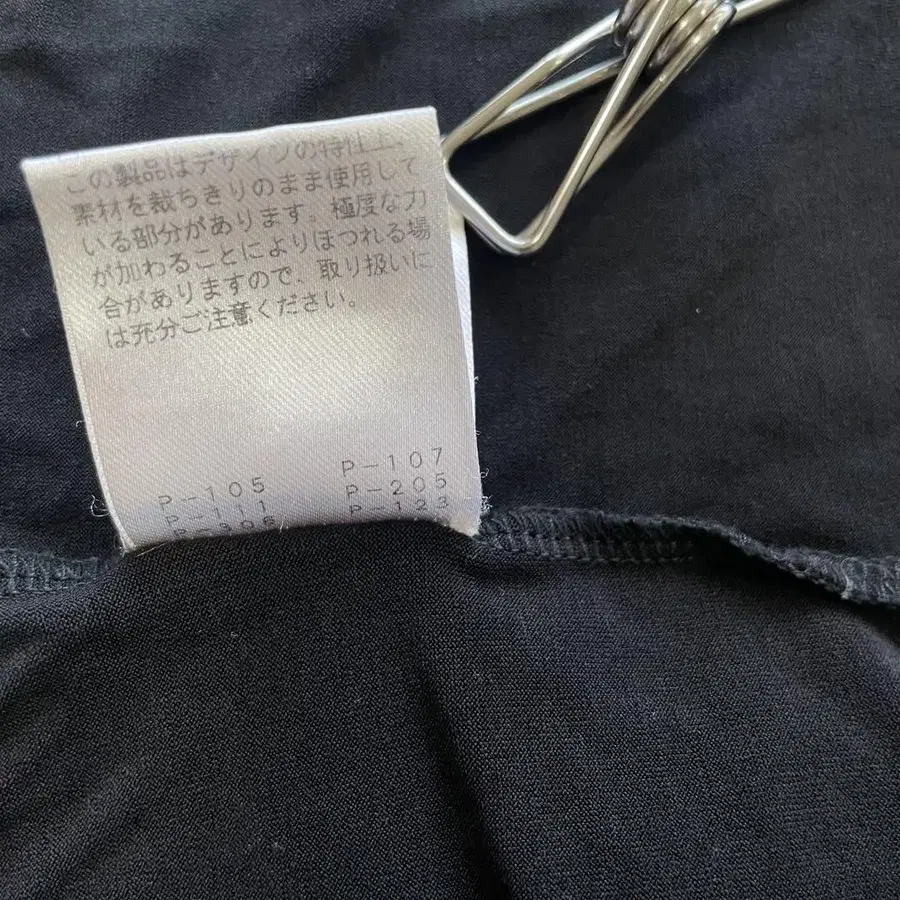 この製品はデザインの特性上、
素材を裁ちきりのまま使用して
いる部分があります。極度な力
が加わることによりほつれる場
合がありますので、取り扱いに
は充分ご注意ください。
P-107
P-105 P-205
P-123